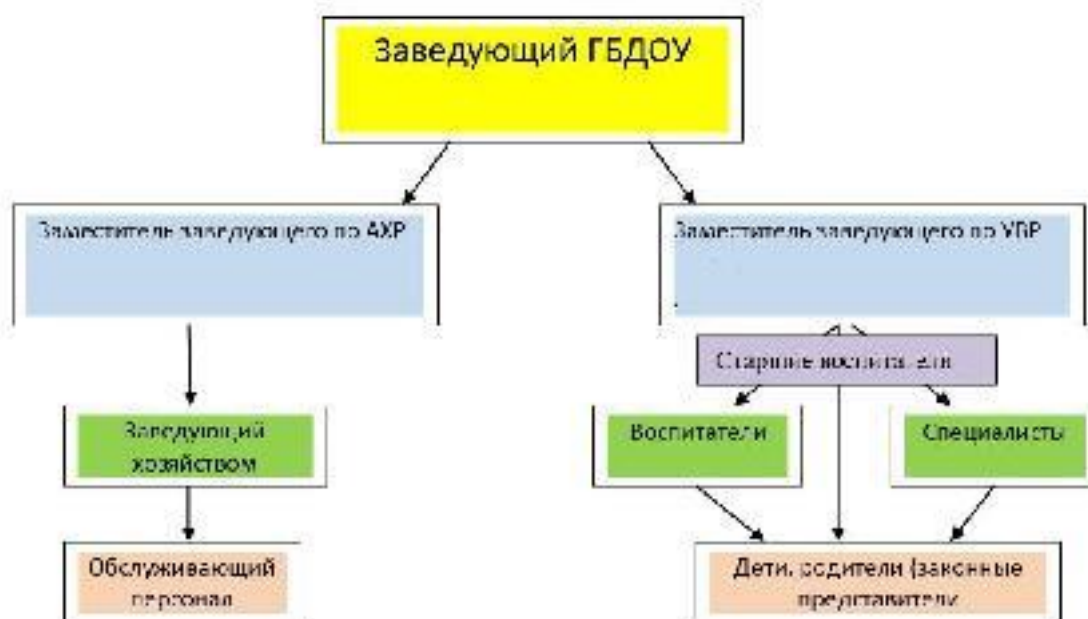 Заведующий ГБДОУ
Заместитель заведующего по АХР
Заместитель заведующего по УВР
Старшие воспитатели
Заведующий
хозяйством
Воспитатели
Специалисты
Обслуживающий
персонал
Дети, родители (законные
представители